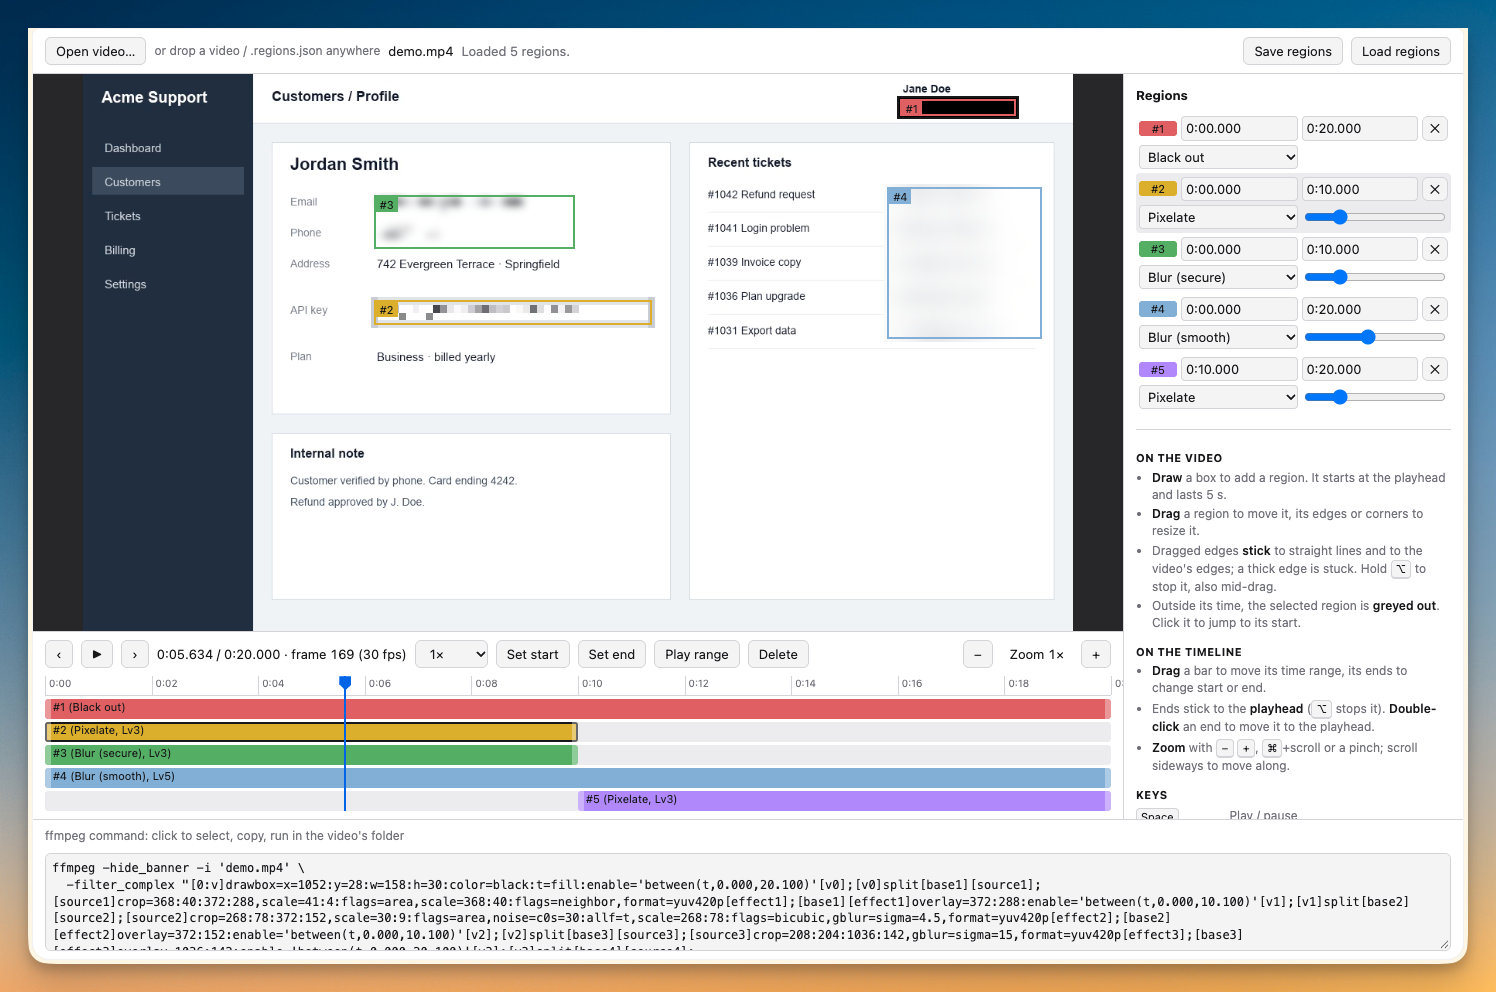 Open video...
or drop a video / .regions.json anywhere
demo.mp4
Loaded 5 regions.
Save regions
Load regions
Acme Support
Dashboard
Customers
Tickets
Billing
Settings
Customers / Profile
Jane Doe
#1
Jordan Smith
Email
#3
Phone
Address
742 Evergreen Terrace · Springfield
API key
#2
Plan
Business · billed yearly
Internal note
Customer verified by phone. Card ending 4242.
Refund approved by J. Doe.
Recent tickets
#1042 Refund request
#1041 Login problem
#1039 Invoice copy
#1036 Plan upgrade
#1031 Export data
#4
Regions
#1 0:00.000 0:20.000 ×
Black out
#2 0:00.000 0:10.000 ×
Pixelate
#3 0:00.000 0:10.000 ×
Blur (secure)
#4 0:00.000 0:20.000 ×
Blur (smooth)
#5 0:10.000 0:20.000 ×
Pixelate
ON THE VIDEO
• Draw a box to add a region. It starts at the playhead
and lasts 5 s.
• Drag a region to move it, its edges or corners to
resize it.
• Dragged edges stick to straight lines and to the
video's edges; a thick edge is stuck. Hold ⌥ to
stop it, also mid-drag.
• Outside its time, the selected region is greyed out.
Click it to jump to its start.
ON THE TIMELINE
• Drag a bar to move its time range, its ends to
change start or end.
• Ends stick to the playhead (⌥ stops it). Double-
click an end to move it to the playhead.
• Zoom with − +, ⌘+scroll or a pinch; scroll
sideways to move along.
KEYS
Space Play / pause
‹ ▶ › 0:05.634 / 0:20.000 · frame 169 (30 fps) 1× Set start Set end Play range Delete − Zoom 1× +
0:00 0:02 0:04 0:06 0:08 0:10 0:12 0:14 0:16 0:18
#1 (Black out)
#2 (Pixelate, Lv3)
#3 (Blur (secure), Lv3)
#4 (Blur (smooth), Lv5)
#5 (Pixelate, Lv3)
ffmpeg command: click to select, copy, run in the video's folder
ffmpeg -hide_banner -i 'demo.mp4' \
-filter_complex "[0:v]drawbox=x=1052:y=28:w=158:h=30:color=black:t=fill:enable='between(t,0.000,20.100)'[v0];[v0]split[base1][source1];
[source1]crop=368:40:372:288,scale=41:4:flags=area,scale=368:40:flags=neighbor,format=yuv420p[effect1];[base1][effect1]overlay=372:288:enable='between(t,0.000,10.100)'[v1];[v1]split[base2]
[source2];[source2]crop=268:78:372:152,scale=30:9:flags=area,noise=c0s=30:allf=t,scale=268:78:flags=bicubic,gblur=sigma=4.5,format=yuv420p[effect2];[base2]
[effect2]overlay=372:152:enable='between(t,0.000,10.100)'[v2];[v2]split[base3][source3];[source3]crop=208:204:1036:142,gblur=sigma=15,format=yuv420p[effect3];[base3]